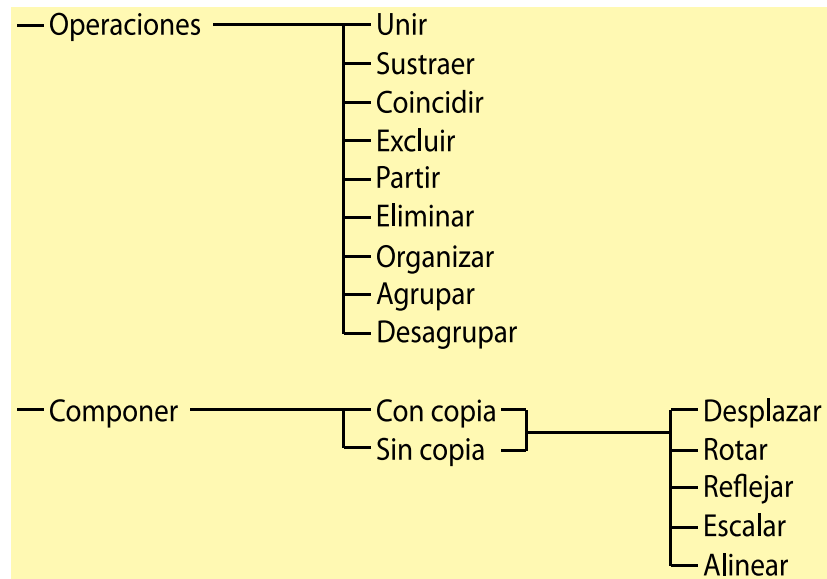 Operaciones Unir
Sustraer
Coincidir
Excluir
Partir
Eliminar
Organizar
Agrupar
Desagrupar
Componer Con copia Desplazar
Sin copia Rotar
Reflejar
Escalar
Alinear